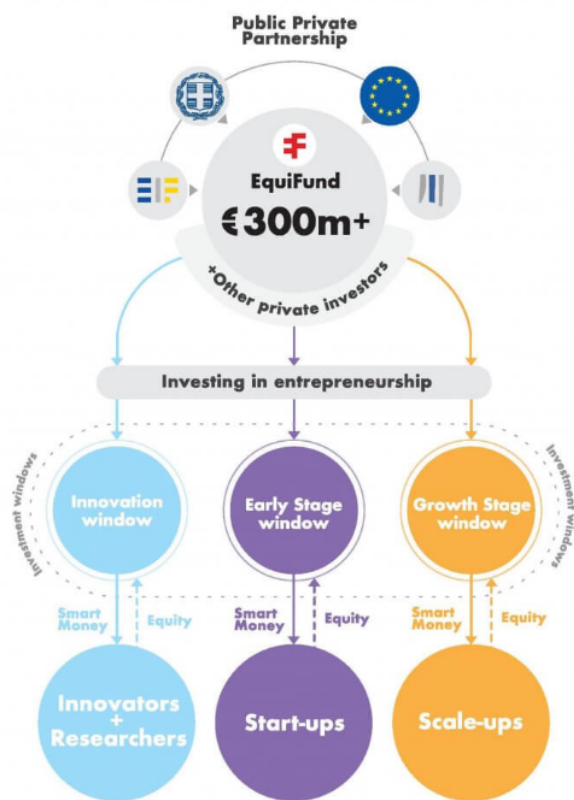 Public Private
Partnership
EIF
EquiFund
€300m+
+Other private investors
Investing in entrepreneurship
Investment windows
Investment windows
Innovation
window
Early Stage
window
Growth Stage
window
Smart
Money
Equity
Smart
Money
Equity
Smart
Money
Equity
Innovators
+
Researchers
Start-ups
Scale-ups